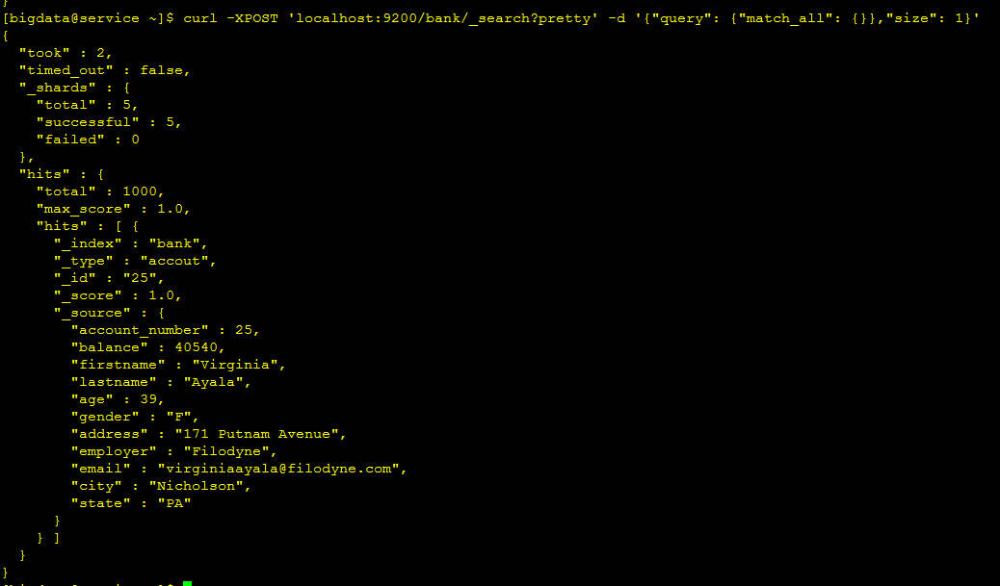 }
[bigdata@service ~]$ curl -XPOST 'localhost:9200/bank/_search?pretty' -d '{"query": {"match_all": {}},"size": 1}'
{
  "took" : 2,
  "timed_out" : false,
  "_shards" : {
    "total" : 5,
    "successful" : 5,
    "failed" : 0
  },
  "hits" : {
    "total" : 1000,
    "max_score" : 1.0,
    "hits" : [ {
      "_index" : "bank",
      "_type" : "accout",
      "_id" : "25",
      "_score" : 1.0,
      "_source" : {
        "account_number" : 25,
        "balance" : 40540,
        "firstname" : "Virginia",
        "lastname" : "Ayala",
        "age" : 39,
        "gender" : "F",
        "address" : "171 Putnam Avenue",
        "employer" : "Filodyne",
        "email" : "virginiaayala@filodyne.com",
        "city" : "Nicholson",
        "state" : "PA"
      }
    } ]
  }
}